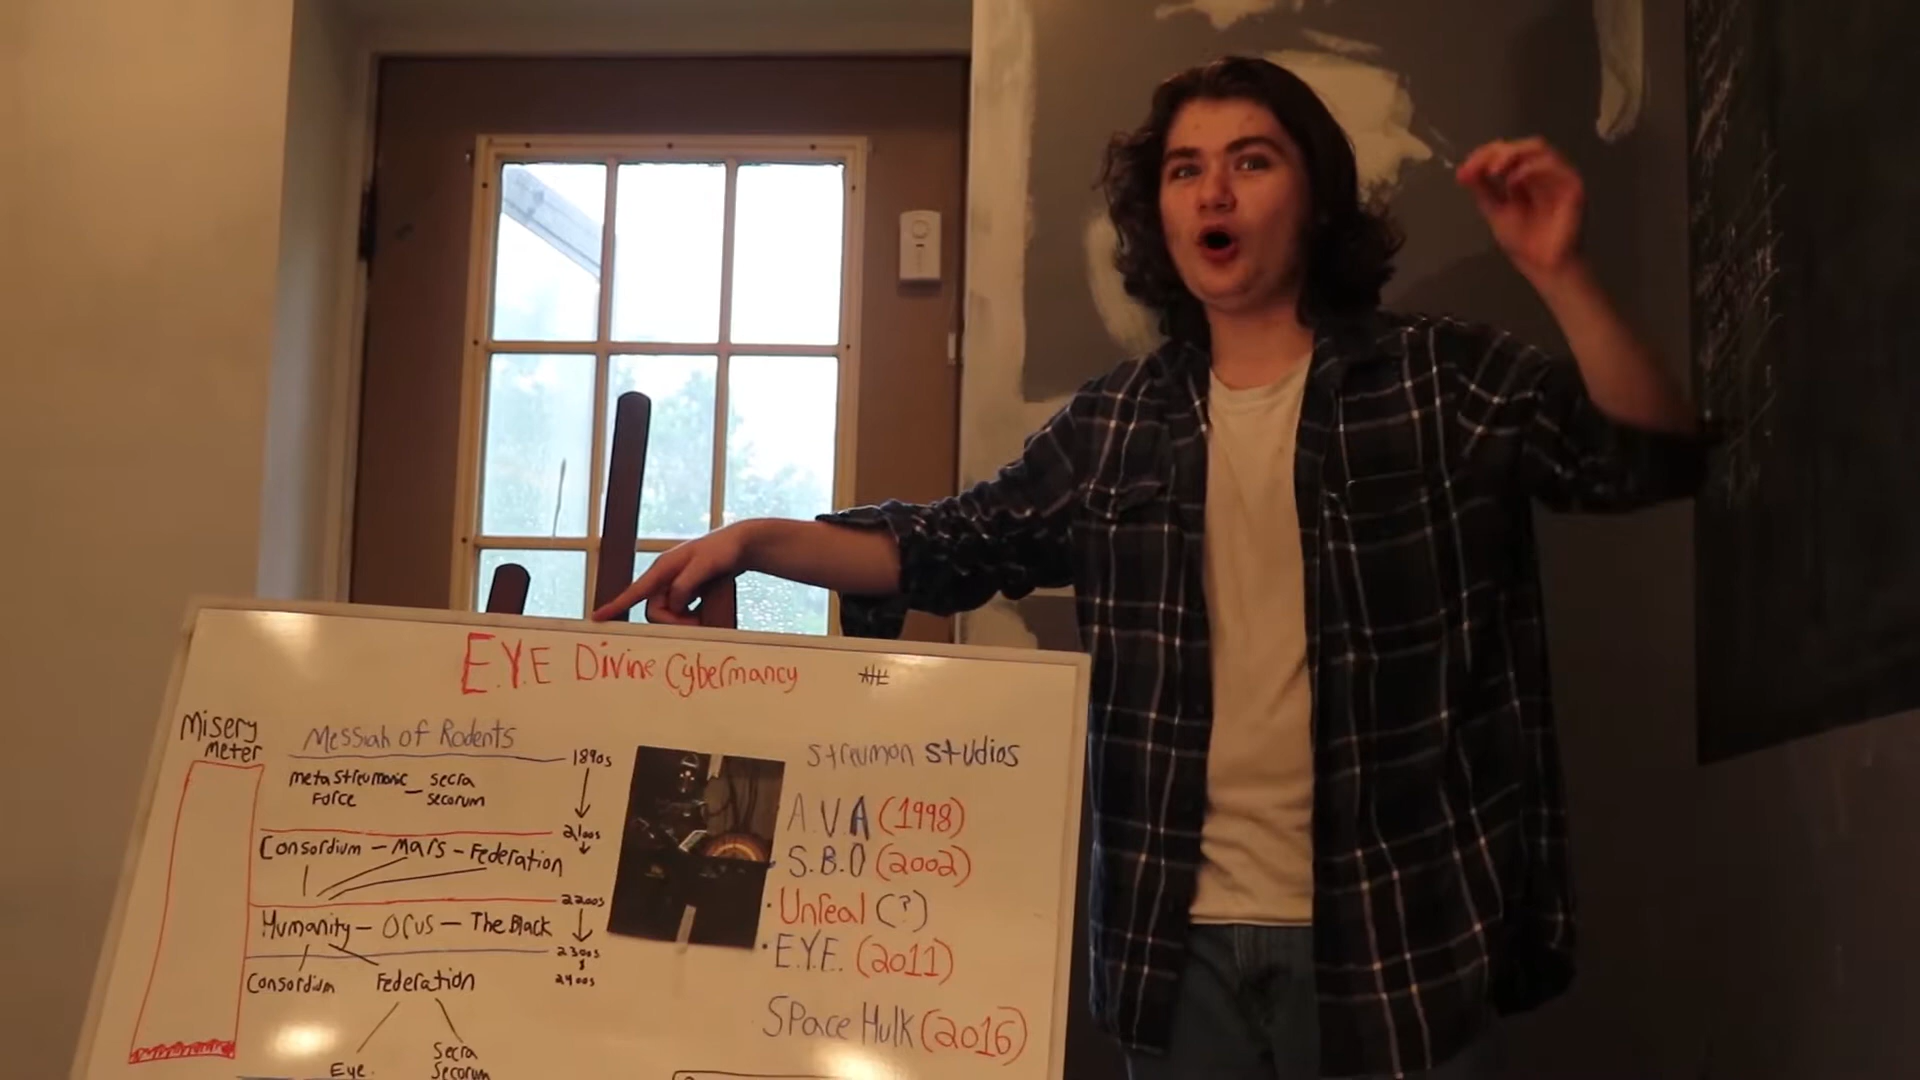 E.Y.E Divine Cybermancy
Misery
meter
Messiah of Rodents
1890s
metastreumonic - secra
Force secorum
2100s
Consordium - Mars - Federation
2200s
Humanity - Orus - The Black
2300s
Consordium Federation
2400s
Eye. Secra
Secorum
Streumon Studios
A.V.A (1998)
S.B.O (2002)
· Unreal (?)
· E.Y.E. (2011)
Space Hulk (2016)